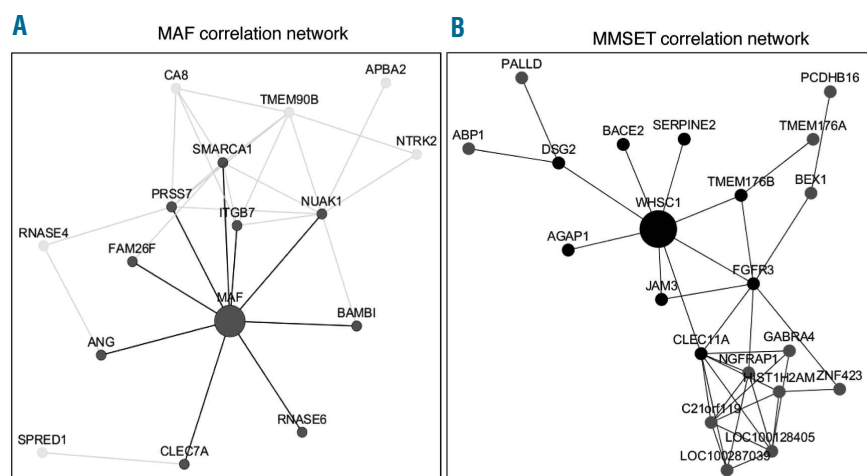 A
MAF correlation network
CA8
APBA2
TMEM90B
SMARCA1
NTRK2
PRSS7
ITGB7
NUAK1
RNASE4
FAM26F
MAF
BAMBI
ANG
RNASE6
SPRED1
CLEC7A
B
MMSET correlation network
PALLD
PCDHB16
BACE2
SERPINE2
TMEM176A
ABP1
DSG2
TMEM176B
BEX1
WHSC1
AGAP1
FGFR3
JAM3
CLEC11A
GABRA4
NGFRAP1
HIST1H2AM
ZNF423
C21orf119
LOC100128405
LOC100287039